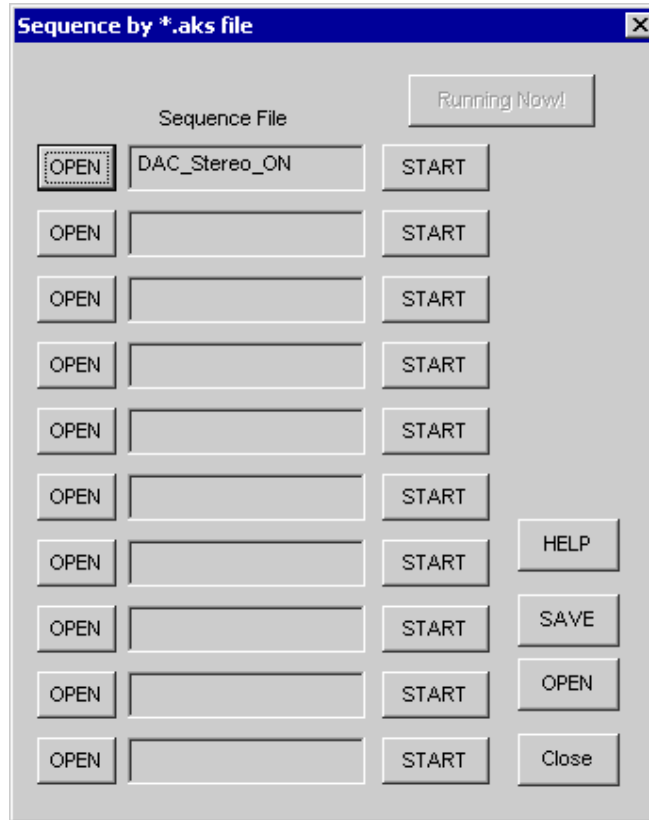 Sequence by *.aks file
Running Now!
Sequence File
OPEN DAC_Stereo_ON START
OPEN START
OPEN START
OPEN START
OPEN START
OPEN START
OPEN START HELP
OPEN START SAVE
OPEN START OPEN
OPEN START Close